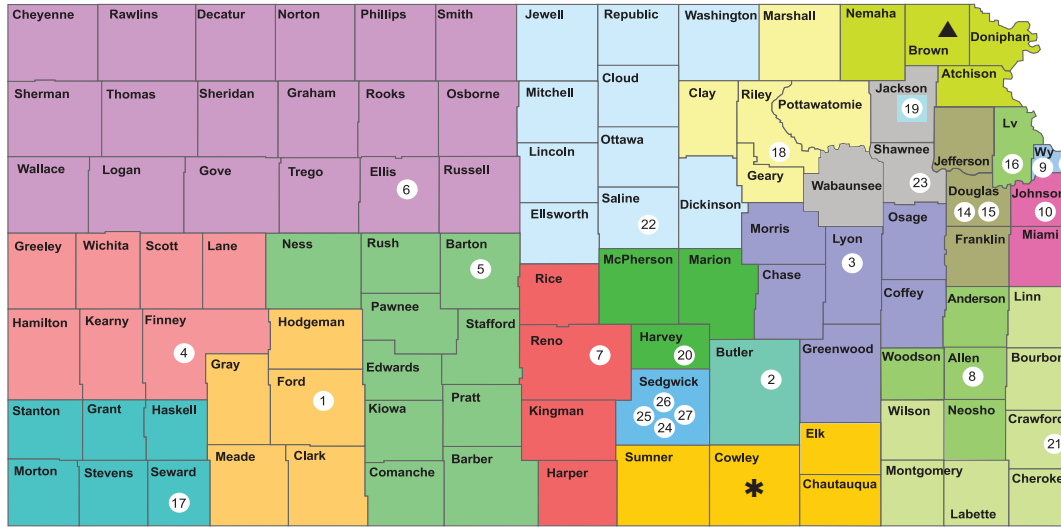 Cheyenne Rawlins Decatur Norton Phillips Smith Jewell Republic Washington Marshall Nemaha Brown ▲ Doniphan
Atchison
Sherman Thomas Sheridan Graham Rooks Osborne Mitchell Cloud Clay Riley Pottawatomie Jackson
19
Lv
16
Ottawa
18
Wallace Logan Gove Trego Ellis Russell Lincoln Geary Wabaunsee Shawnee Jefferson Wy
6
23
9
Saline Dickinson Douglas Johnson
22
14 15
10
Ellsworth Morris Osage
Greeley Wichita Scott Lane Ness Rush Barton Lyon Franklin Miami
5
3
Rice McPherson Marion Chase
Pawnee Coffey Anderson Linn
Hamilton Kearny Finney Hodgeman Stafford
4
Reno Harvey Butler Greenwood Woodson Allen Bourbon
7
20
2
8
Gray Ford Edwards Sedgwick
1
26
25 27
24
Stanton Grant Haskell Kiowa Pratt Kingman Wilson Neosho Crawford
21
Elk
Meade Clark Barber Sumner Cowley
*
Morton Stevens Seward Comanche Harper Chautauqua Montgomery Labette
17